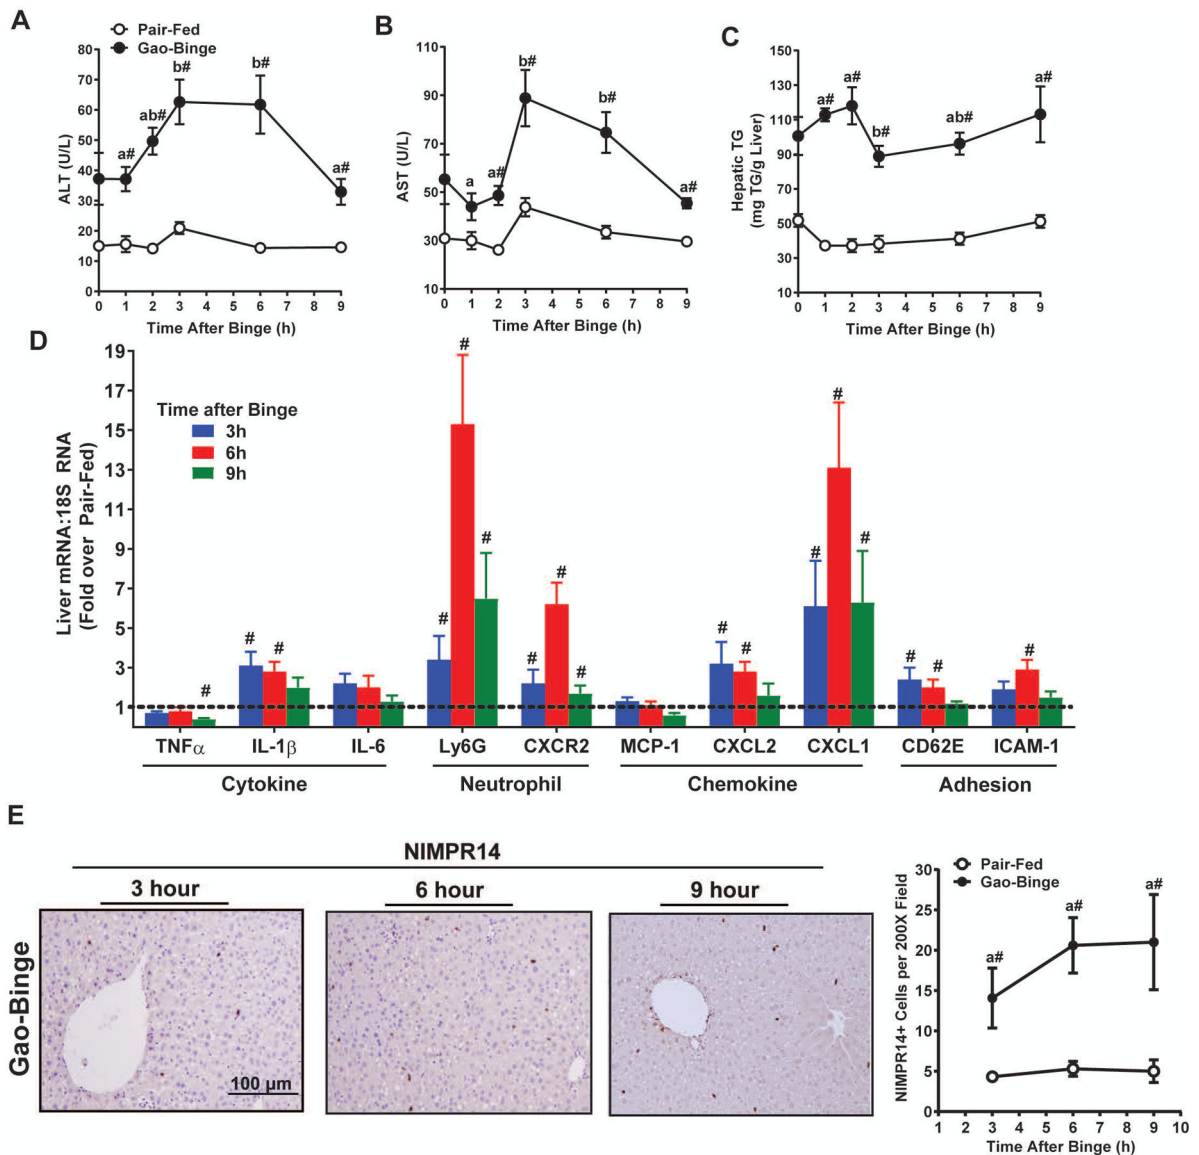 A
Pair-Fed
Gao-Binge
ALT (U/L)
80
70
60
50
40
30
20
10
0
a#
ab#
b#
b#
a#
0 1 2 3 4 5 6 7 8 9
Time After Binge (h)
B
AST (U/L)
110
90
70
50
30
10
a
a#
b#
b#
a#
0 1 2 3 4 5 6 7 8 9
Time After Binge (h)
C
Hepatic TG
(mg TG/g Liver)
150
130
110
90
70
50
30
10
a#
a#
b#
ab#
a#
0 1 2 3 4 5 6 7 8 9
Time After Binge (h)
D
Liver mRNA:18S RNA
(Fold over Pair-Fed)
19
17
15
13
11
9
7
5
3
1
Time after Binge
3h
6h
9h
# # # # # # # # # # # # # # # # # #
TNFα IL-1β IL-6 Ly6G CXCR2 MCP-1 CXCL2 CXCL1 CD62E ICAM-1
Cytokine Neutrophil Chemokine Adhesion
E
NIMPR14
3 hour 6 hour 9 hour
Gao-Binge
100 µm
Pair-Fed
Gao-Binge
NIMPR14+ Cells per 200X Field
30
25
20
15
10
5
0
a#
a#
a#
1 2 3 4 5 6 7 8 9 10
Time After Binge (h)